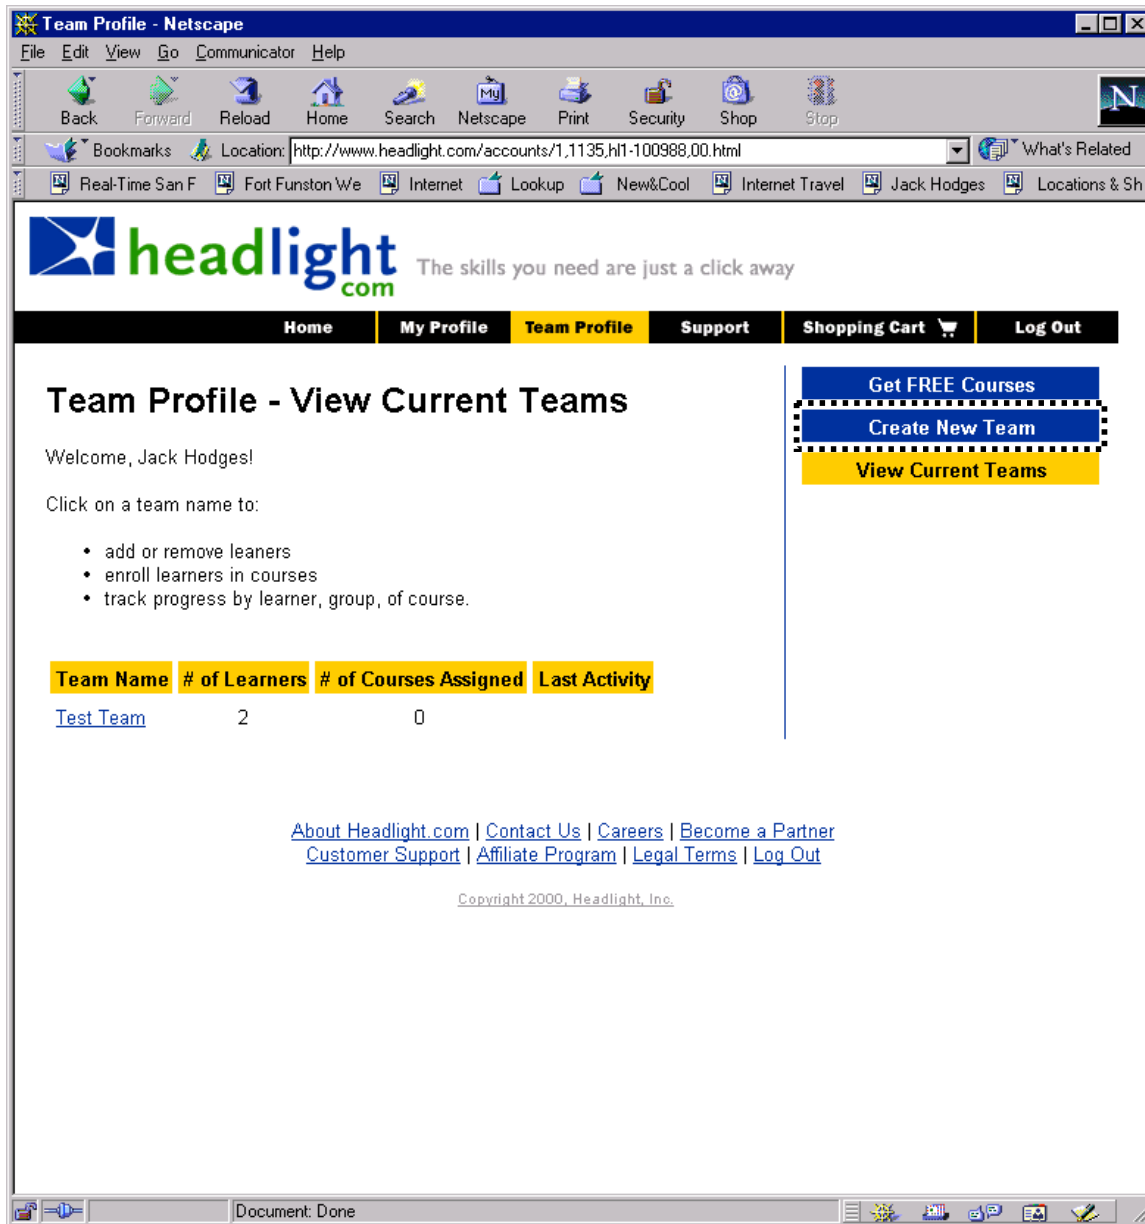 Team Profile - Netscape
File Edit View Go Communicator Help
Back Forward Reload Home Search Netscape Print Security Shop Stop
My
N
Bookmarks Location: http://www.headlight.com/accounts/1,1135,hl1-100988,00.html What's Related
Real-Time San F Fort Funston We Internet Lookup New&Cool Internet Travel Jack Hodges Locations & Sh
headlight
com
The skills you need are just a click away
Home My Profile Team Profile Support Shopping Cart Log Out
Team Profile - View Current Teams
Welcome, Jack Hodges!
Click on a team name to:
• add or remove leaners
• enroll learners in courses
• track progress by learner, group, of course.
Team Name # of Learners # of Courses Assigned Last Activity
Test Team 2 0
Get FREE Courses
Create New Team
View Current Teams
About Headlight.com | Contact Us | Careers | Become a Partner
Customer Support | Affiliate Program | Legal Terms | Log Out
Copyright 2000, Headlight, Inc.
Document: Done